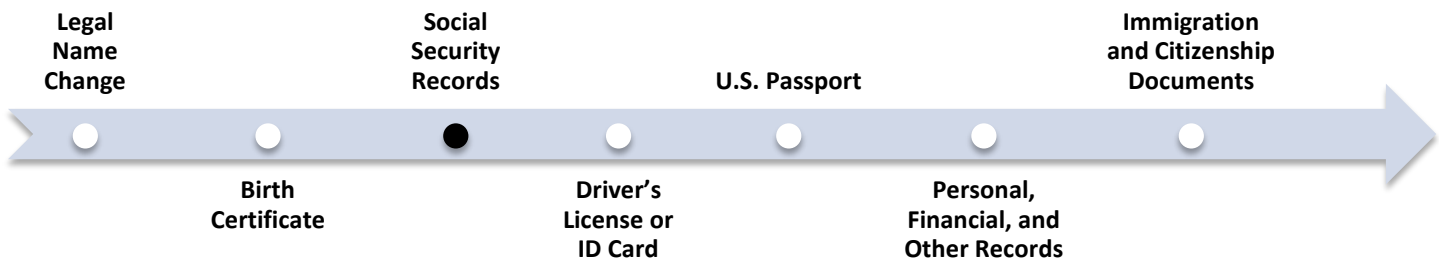 Legal
Name
Change
Birth
Certificate
Social
Security
Records
Driver’s
License or
ID Card
U.S. Passport
Personal,
Financial, and
Other Records
Immigration
and Citizenship
Documents